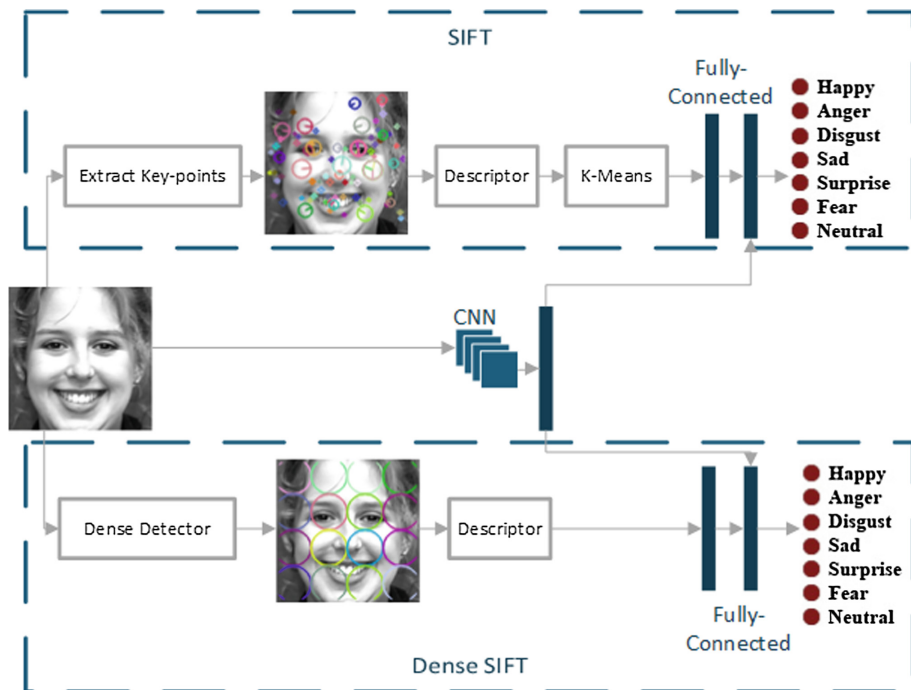 SIFT
Fully-
Connected
Extract Key-points
Descriptor
K-Means
Happy
Anger
Disgust
Sad
Surprise
Fear
Neutral
CNN
Dense Detector
Descriptor
Fully-
Connected
Happy
Anger
Disgust
Sad
Surprise
Fear
Neutral
Dense SIFT